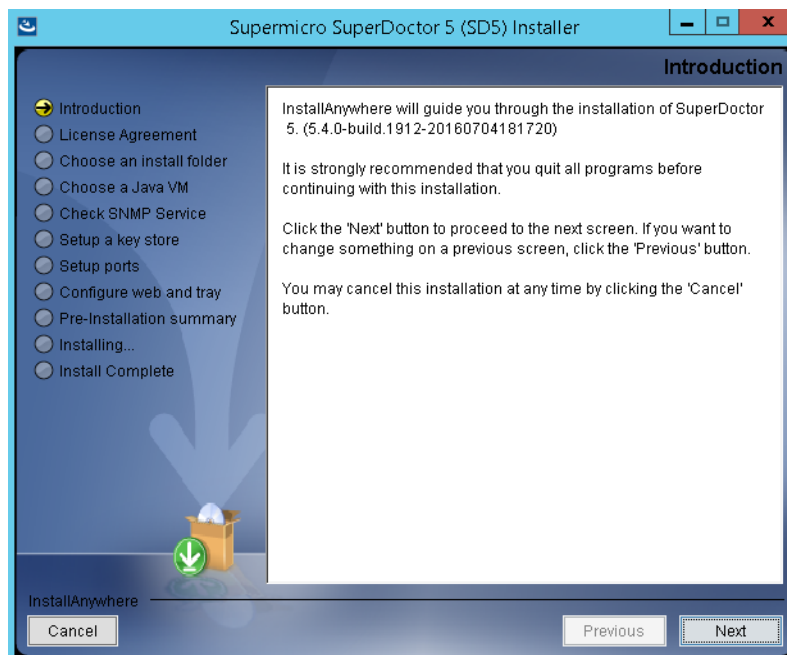 Supermicro SuperDoctor 5 (SD5) Installer
Introduction
Introduction
License Agreement
Choose an install folder
Choose a Java VM
Check SNMP Service
Setup a key store
Setup ports
Configure web and tray
Pre-Installation summary
Installing...
Install Complete
InstallAnywhere will guide you through the installation of SuperDoctor
5. (5.4.0-build.1912-20160704181720)
It is strongly recommended that you quit all programs before
continuing with this installation.
Click the 'Next' button to proceed to the next screen. If you want to
change something on a previous screen, click the 'Previous' button.
You may cancel this installation at any time by clicking the 'Cancel'
button.
InstallAnywhere
Cancel
Previous
Next